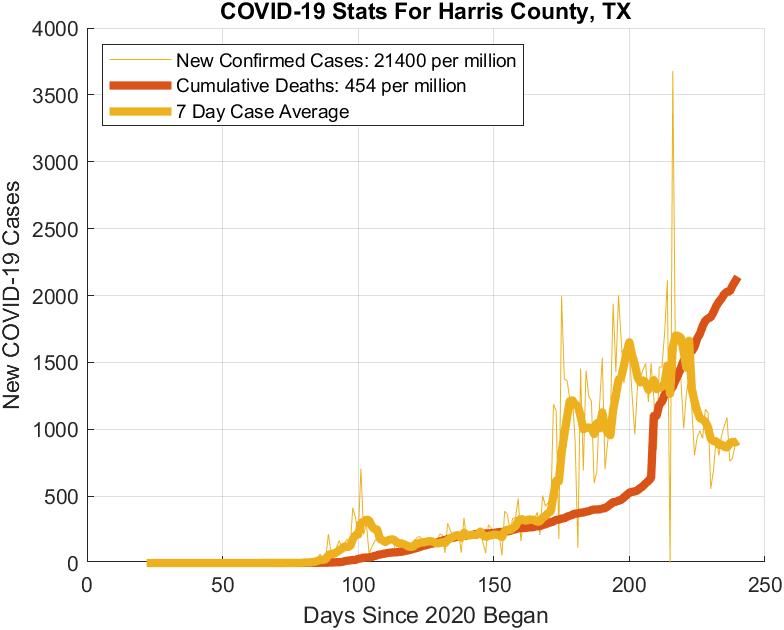 COVID-19 Stats For Harris County, TX
New Confirmed Cases: 21400 per million
Cumulative Deaths: 454 per million
7 Day Case Average
New COVID-19 Cases
4000
3500
3000
2500
2000
1500
1000
500
0
0 50 100 150 200 250
Days Since 2020 Began